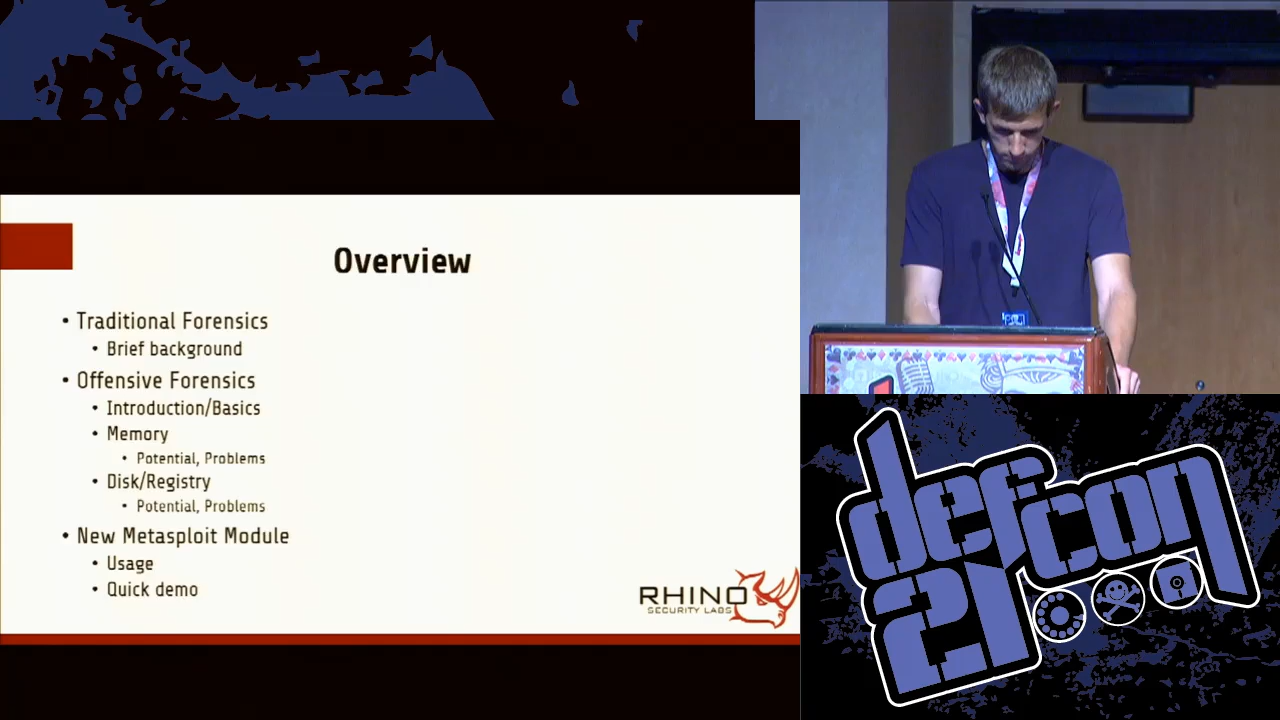 Overview
• Traditional Forensics
• Brief background
• Offensive Forensics
• Introduction/Basics
• Memory
• Potential, Problems
• Disk/Registry
• Potential, Problems
• New Metasploit Module
• Usage
• Quick demo
RHINO
SECURITY LABS
defcon
21